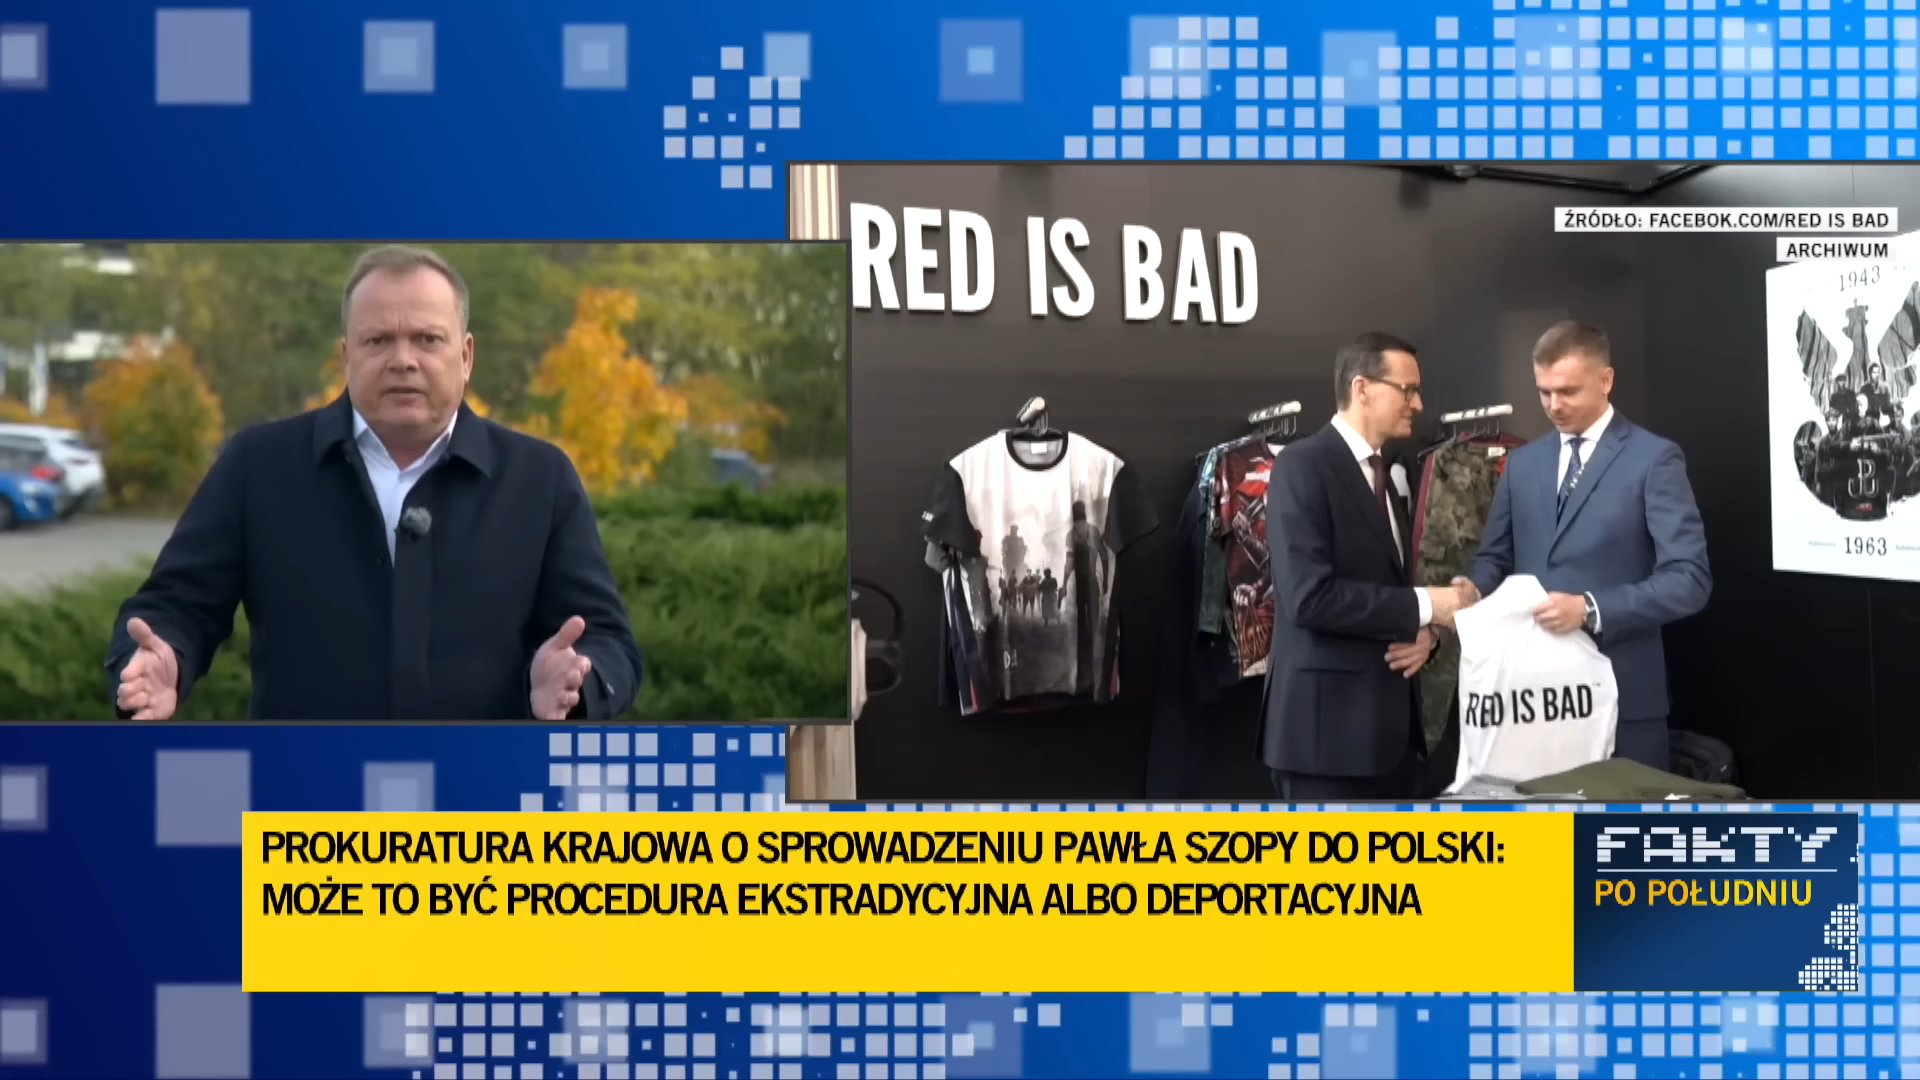 RED IS BAD
ŹRÓDŁO: FACEBOK.COM/RED IS BAD
ARCHIWUM
1943
1963
RED IS BAD
PROKURATURA KRAJOWA O SPROWADZENIU PAWŁA SZOPY DO POLSKI:
MOŻE TO BYĆ PROCEDURA EKSTRADYCYJNA ALBO DEPORTACYJNA
FAKTY
PO POŁUDNIU